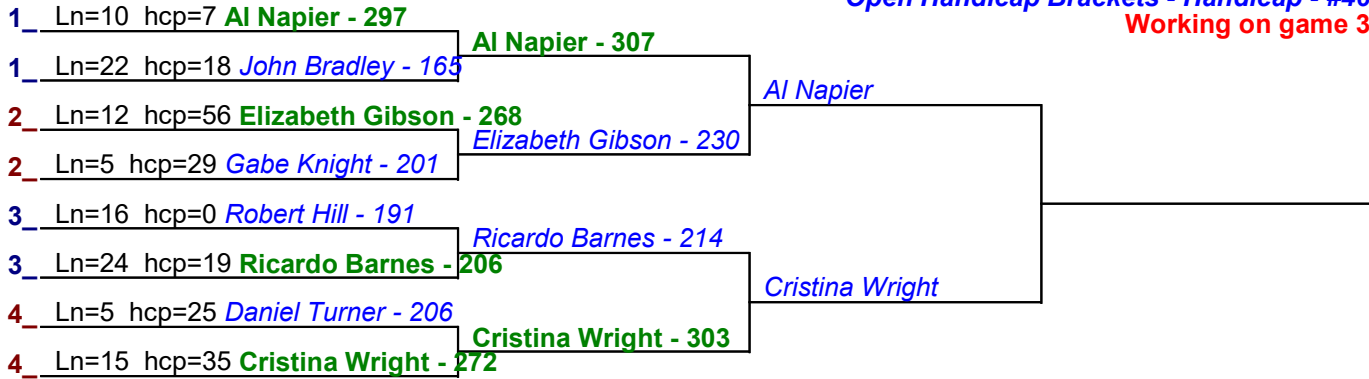 Open Handicap Brackets - Handicap - #40
Working on game 3
1_ Ln=10 hcp=7 Al Napier - 297
Al Napier - 307
1_ Ln=22 hcp=18 John Bradley - 165
Al Napier
2_ Ln=12 hcp=56 Elizabeth Gibson - 268
Elizabeth Gibson - 230
2_ Ln=5 hcp=29 Gabe Knight - 201
3_ Ln=16 hcp=0 Robert Hill - 191
Ricardo Barnes - 214
3_ Ln=24 hcp=19 Ricardo Barnes - 206
Cristina Wright
4_ Ln=5 hcp=25 Daniel Turner - 206
Cristina Wright - 303
4_ Ln=15 hcp=35 Cristina Wright - 272